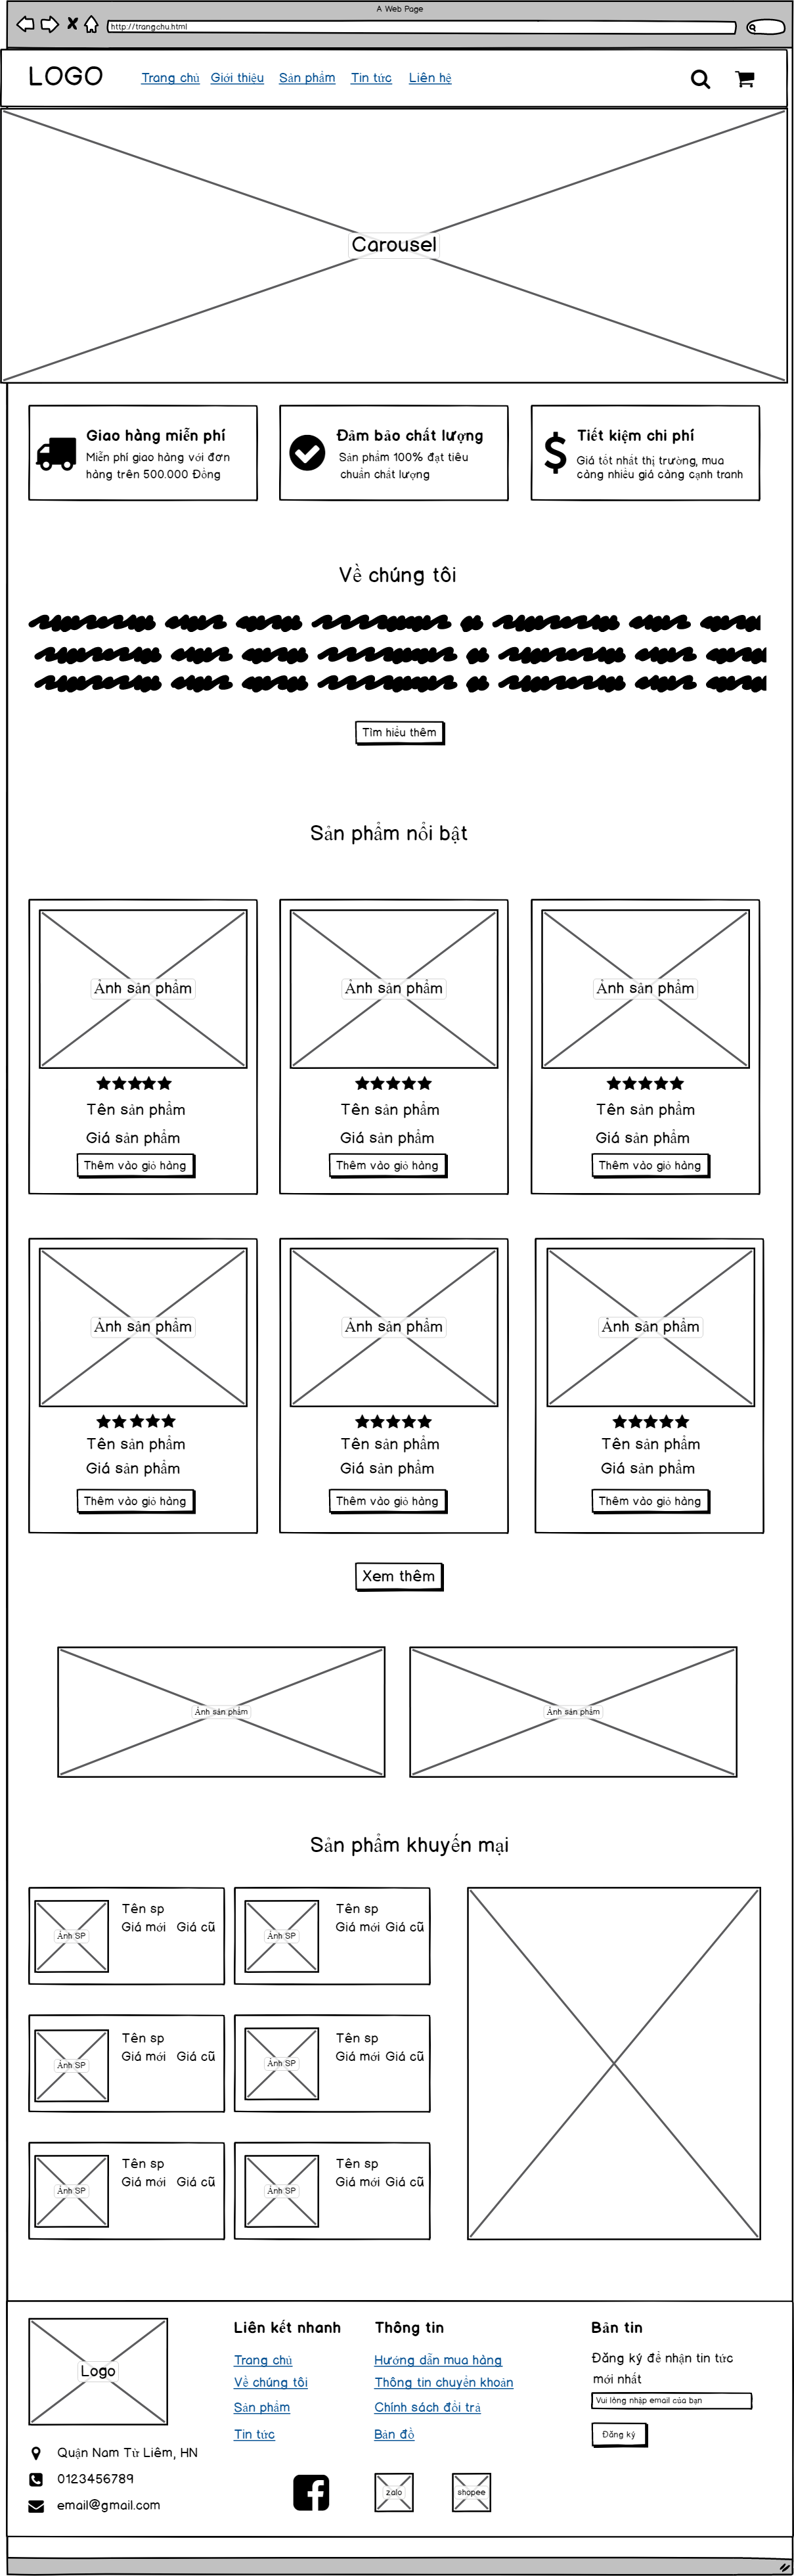 A Web Page
http://trangchu.html
LOGO
Trang chủ Giới thiệu Sản phẩm Tin tức Liên hệ
Carousel
Giao hàng miễn phí
Miễn phí giao hàng với đơn
hàng trên 500.000 Đồng
Đảm bảo chất lượng
Sản phẩm 100% đạt tiêu
chuẩn chất lượng
Tiết kiệm chi phí
Giá tốt nhất thị trường, mua
càng nhiều giá càng cạnh tranh
Về chúng tôi
Tìm hiểu thêm
Sản phẩm nổi bật
Ảnh sản phẩm
Tên sản phẩm
Giá sản phẩm
Thêm vào giỏ hàng
Ảnh sản phẩm
Tên sản phẩm
Giá sản phẩm
Thêm vào giỏ hàng
Ảnh sản phẩm
Tên sản phẩm
Giá sản phẩm
Thêm vào giỏ hàng
Ảnh sản phẩm
Tên sản phẩm
Giá sản phẩm
Thêm vào giỏ hàng
Ảnh sản phẩm
Tên sản phẩm
Giá sản phẩm
Thêm vào giỏ hàng
Ảnh sản phẩm
Tên sản phẩm
Giá sản phẩm
Thêm vào giỏ hàng
Xem thêm
Ảnh sản phẩm
Ảnh sản phẩm
Sản phẩm khuyến mại
Ảnh SP
Tên sp
Giá mới Giá cũ
Ảnh SP
Tên sp
Giá mới Giá cũ
Ảnh SP
Tên sp
Giá mới Giá cũ
Ảnh SP
Tên sp
Giá mới Giá cũ
Ảnh SP
Tên sp
Giá mới Giá cũ
Ảnh SP
Tên sp
Giá mới Giá cũ
Logo
Quận Nam Từ Liêm, HN
0123456789
email@gmail.com
Liên kết nhanh
Trang chủ
Về chúng tôi
Sản phẩm
Tin tức
Thông tin
Hướng dẫn mua hàng
Thông tin chuyển khoản
Chính sách đổi trả
Bản đồ
zalo
shopee
Bản tin
Đăng ký để nhận tin tức
mới nhất
Vui lòng nhập email của bạn
Đăng ký